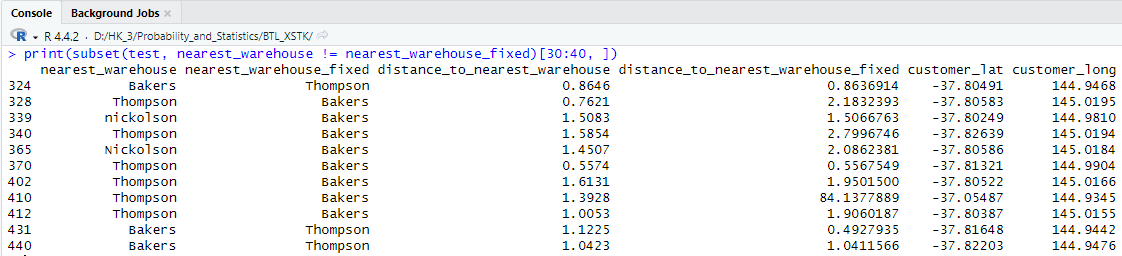 Console Background Jobs ×
R R 4.4.2 · D:/HK_3/Probability_and_Statistics/BTL_XSTK/
> print(subset(test, nearest_warehouse != nearest_warehouse_fixed)[30:40, ])
nearest_warehouse nearest_warehouse_fixed distance_to_nearest_warehouse distance_to_nearest_warehouse_fixed customer_lat customer_long
324 Bakers Thompson 0.8646 0.8636914 -37.80491 144.9468
328 Thompson Bakers 0.7621 2.1832393 -37.80583 145.0195
339 nickolson Bakers 1.5083 1.5066763 -37.80249 144.9810
340 Thompson Bakers 1.5854 2.7996746 -37.82639 145.0194
365 Nickolson Bakers 1.4507 2.0862381 -37.80586 145.0184
370 Thompson Bakers 0.5574 0.5567549 -37.81321 144.9904
402 Thompson Bakers 1.6131 1.9501500 -37.80522 145.0166
410 Thompson Bakers 1.3928 84.1377889 -37.05487 144.9345
412 Thompson Bakers 1.0053 1.9060187 -37.80387 145.0155
431 Bakers Thompson 1.1225 0.4927935 -37.81648 144.9442
440 Bakers Thompson 1.0423 1.0411566 -37.82203 144.9476